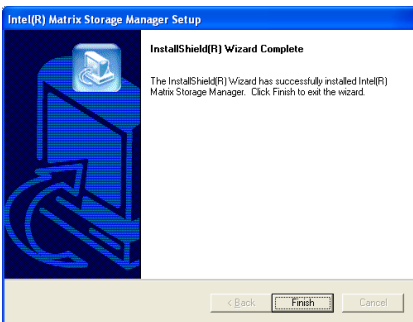 Intel(R) Matrix Storage Manager Setup
InstallShield(R) Wizard Complete
The InstallShield(R) Wizard has successfully installed Intel(R)
Matrix Storage Manager. Click Finish to exit the wizard.
< Back Finish Cancel